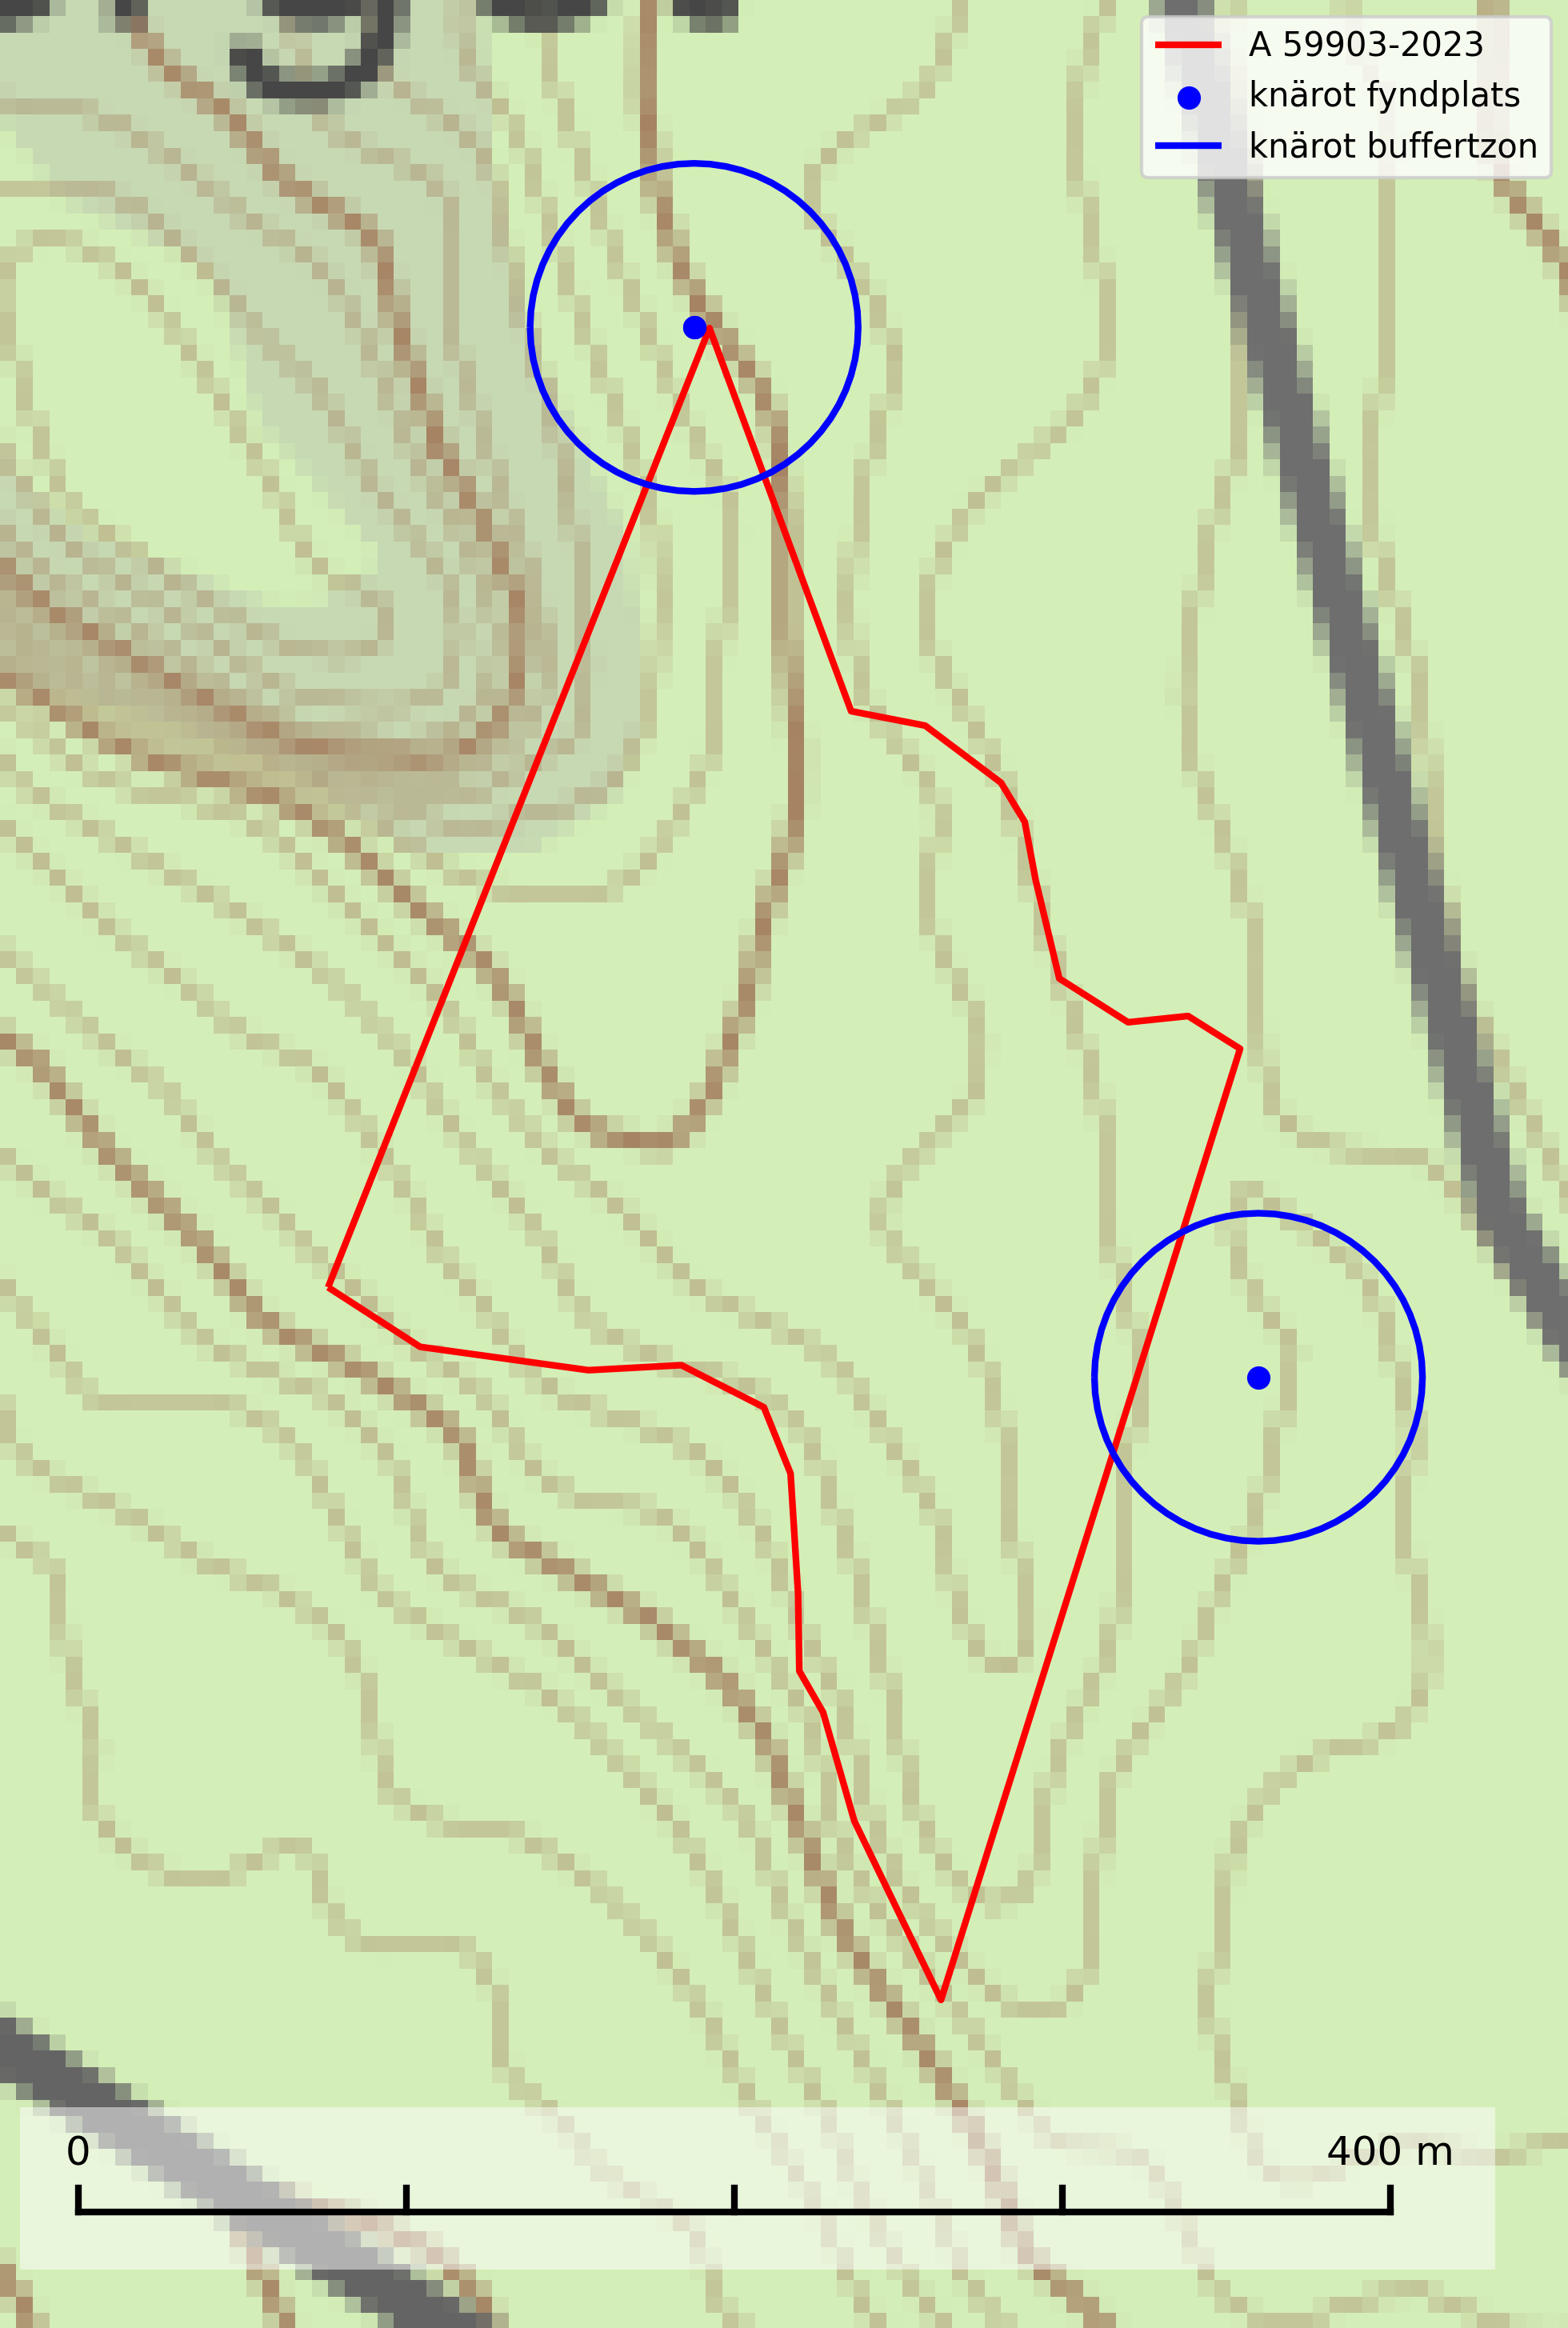 A 59903-2023
knärot fyndplats
knärot buffertzon
0
400 m